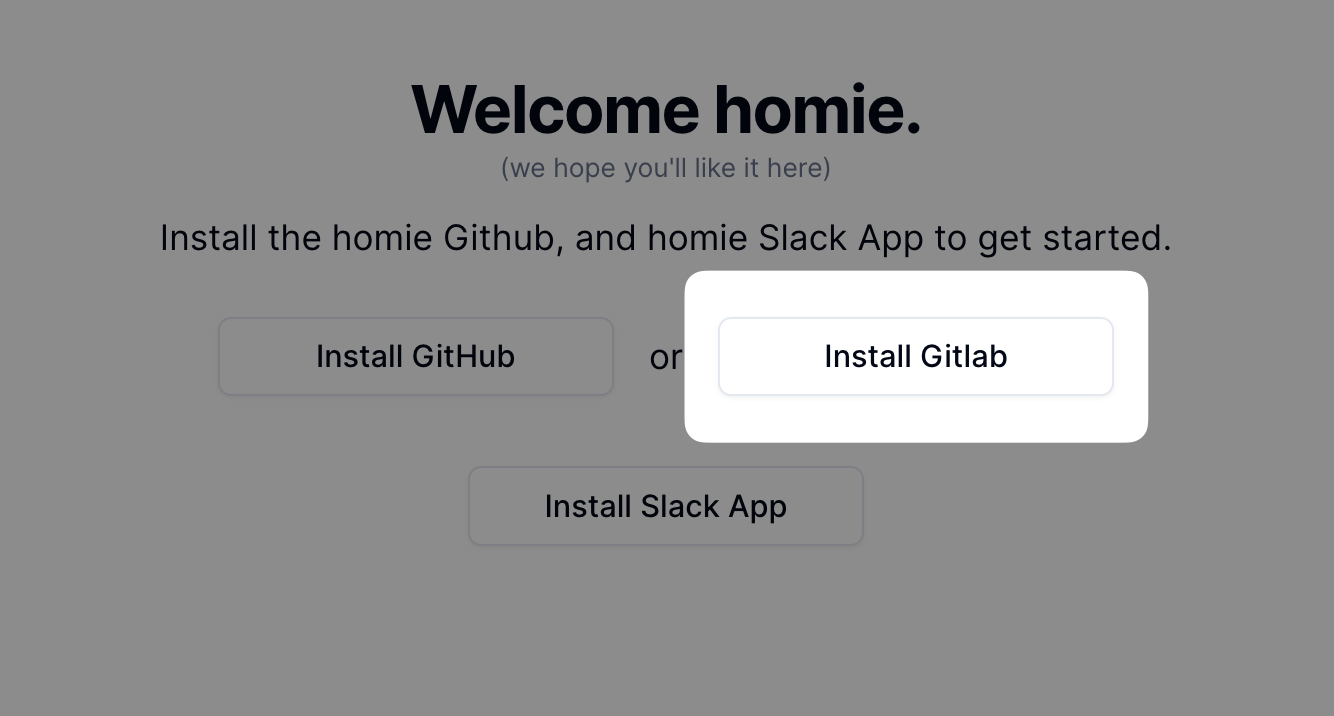 Welcome homie.
(we hope you'll like it here)
Install the homie Github, and homie Slack App to get started.
Install GitHub or Install Gitlab
Install Slack App